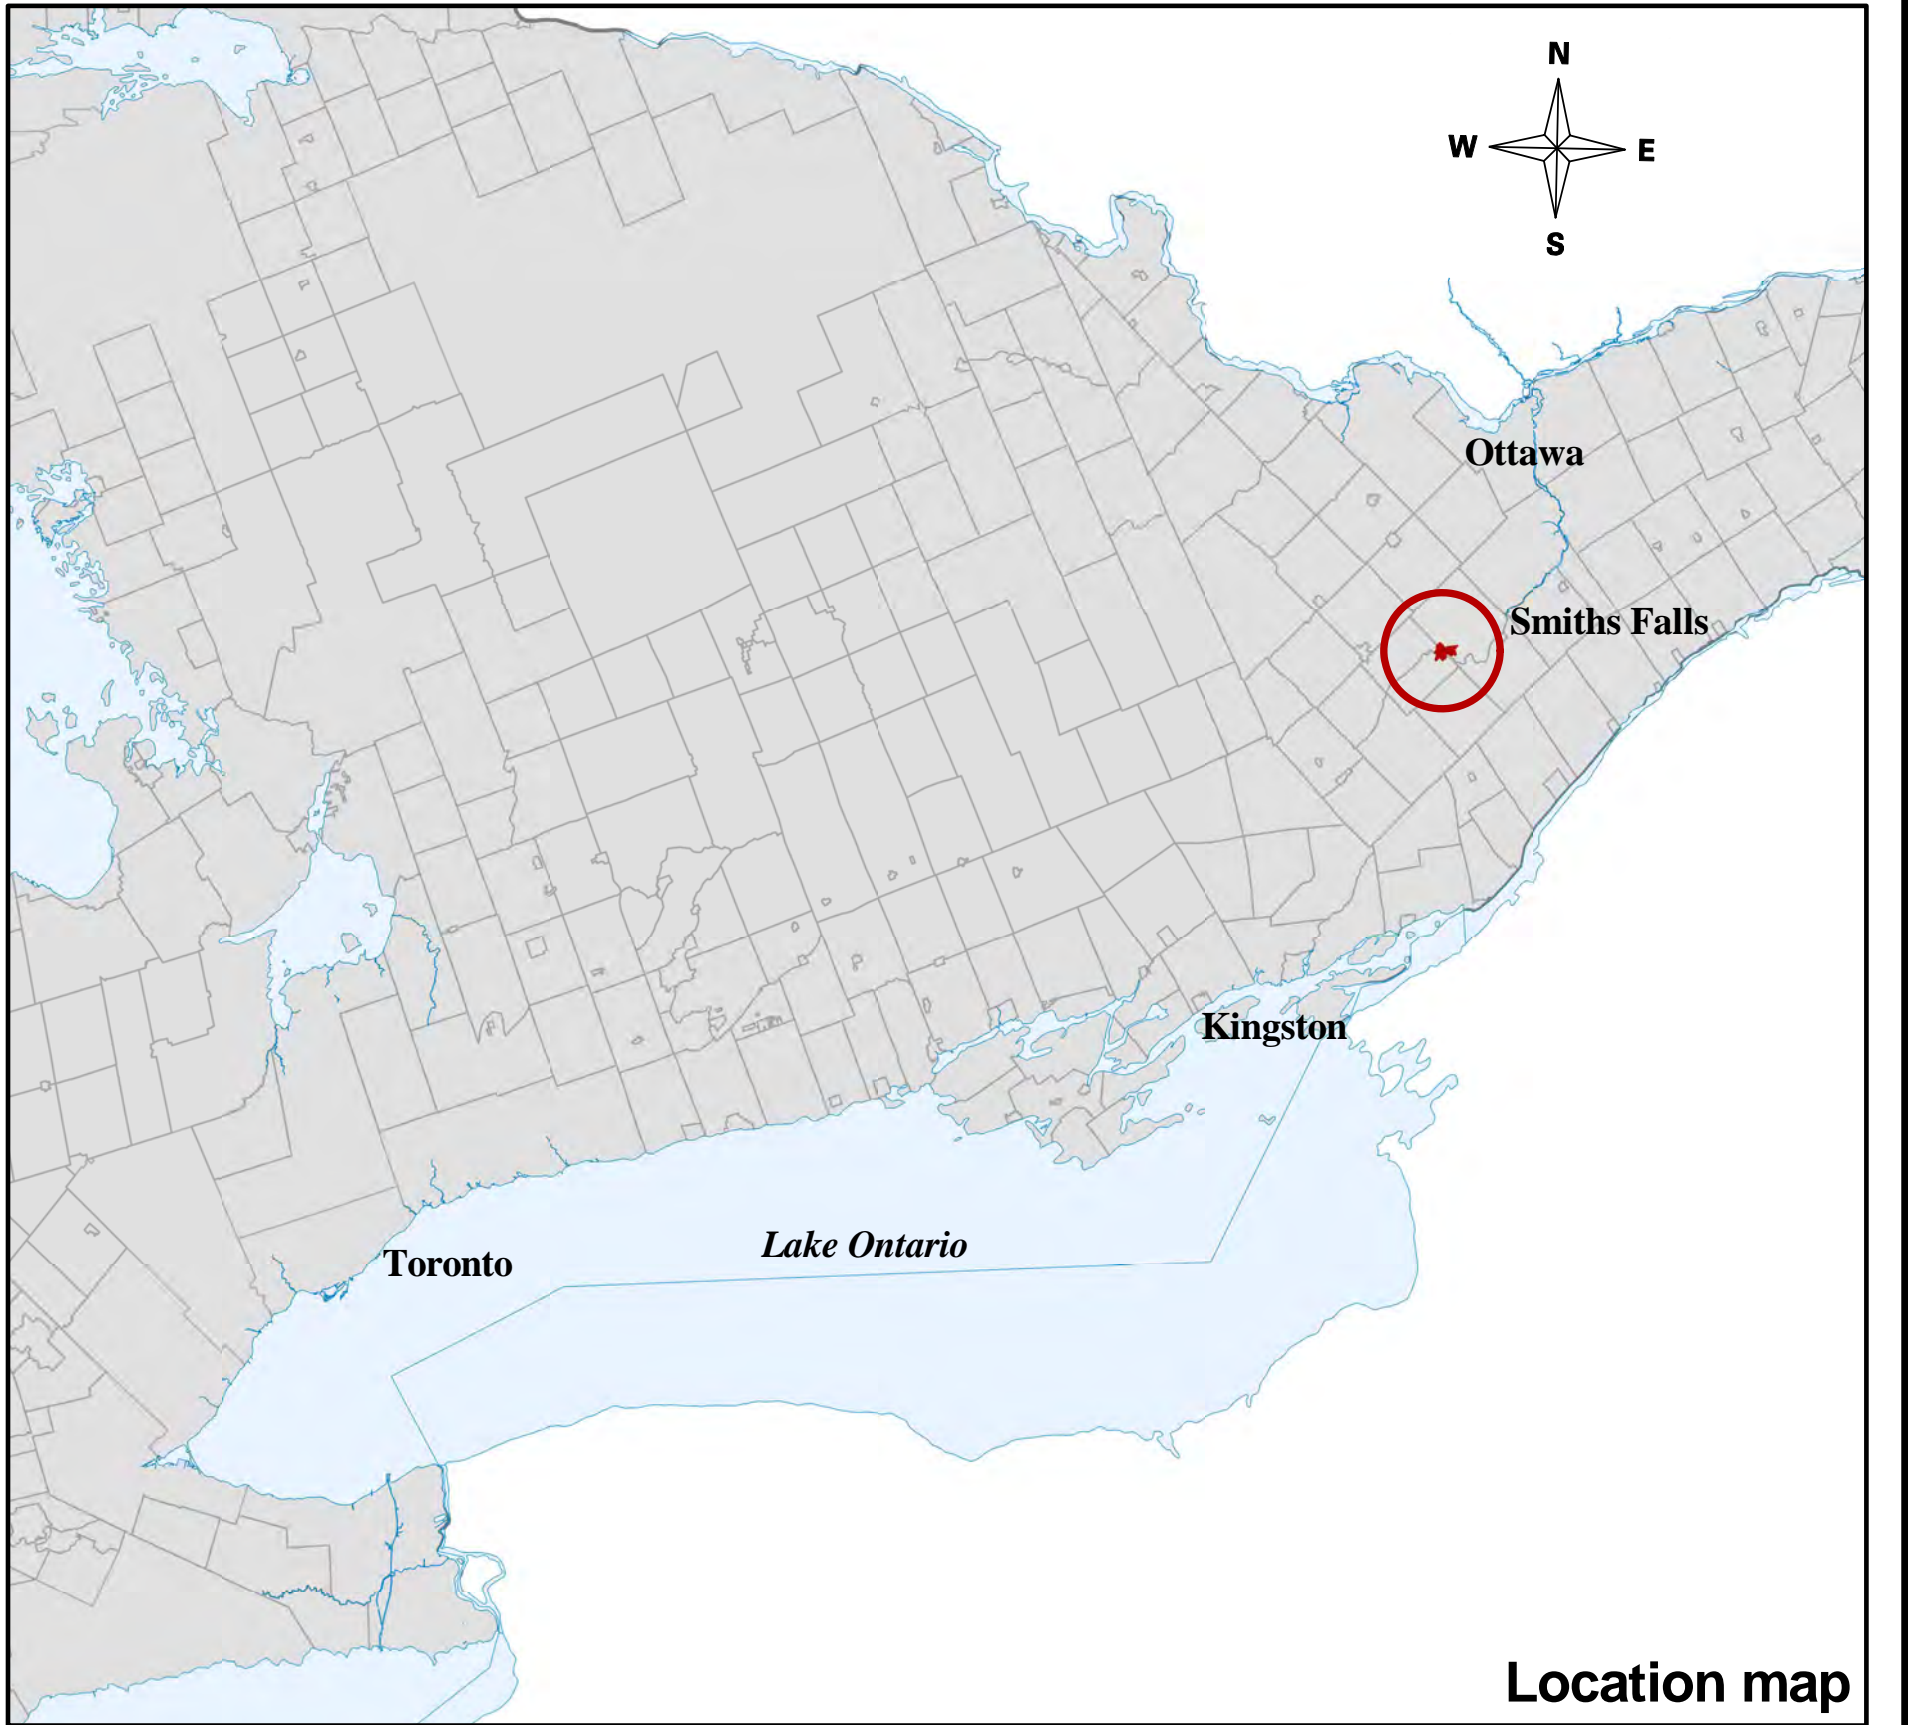 N
W
E
S
Ottawa
Smiths Falls
Kingston
Lake Ontario
Toronto
Location map